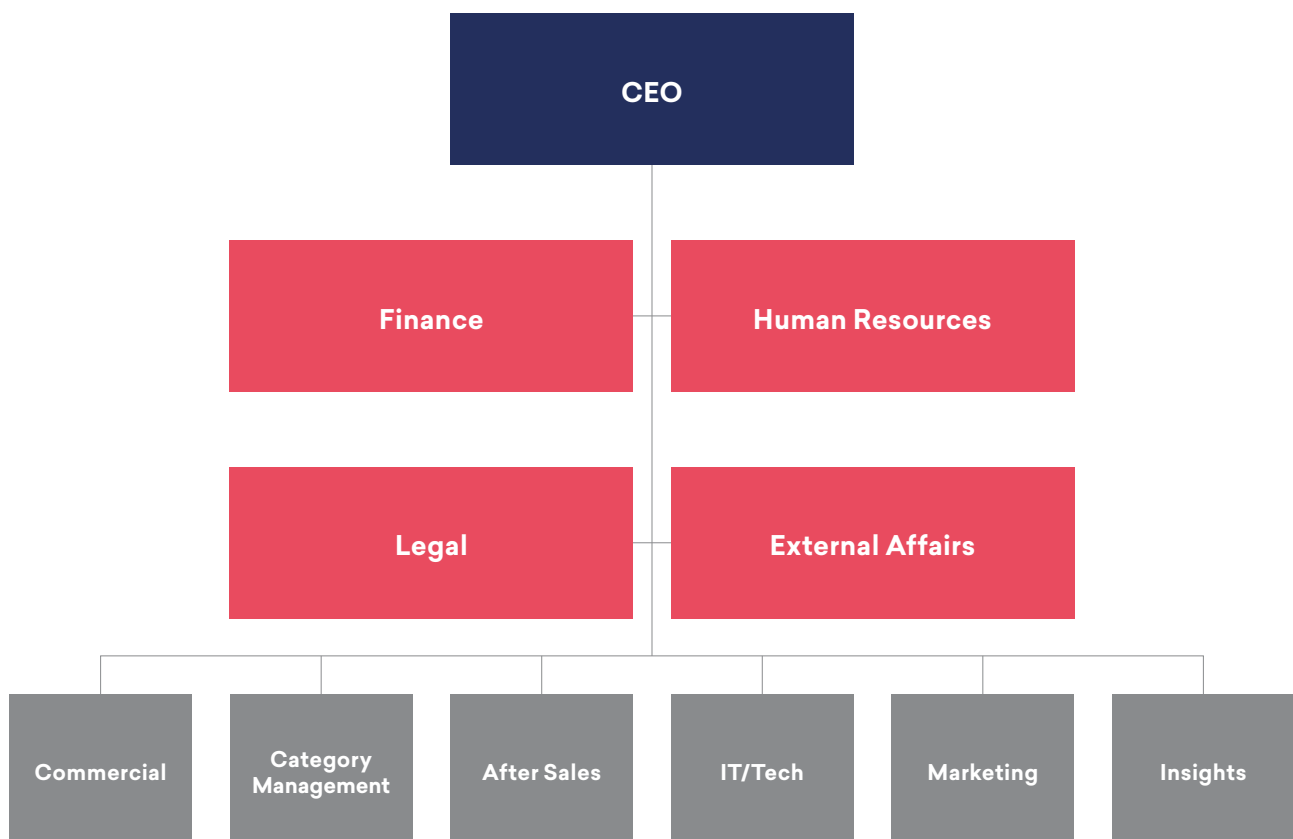 CEO
Finance
Human Resources
Legal
External Affairs
Commercial
Category
Management
After Sales
IT/Tech
Marketing
Insights